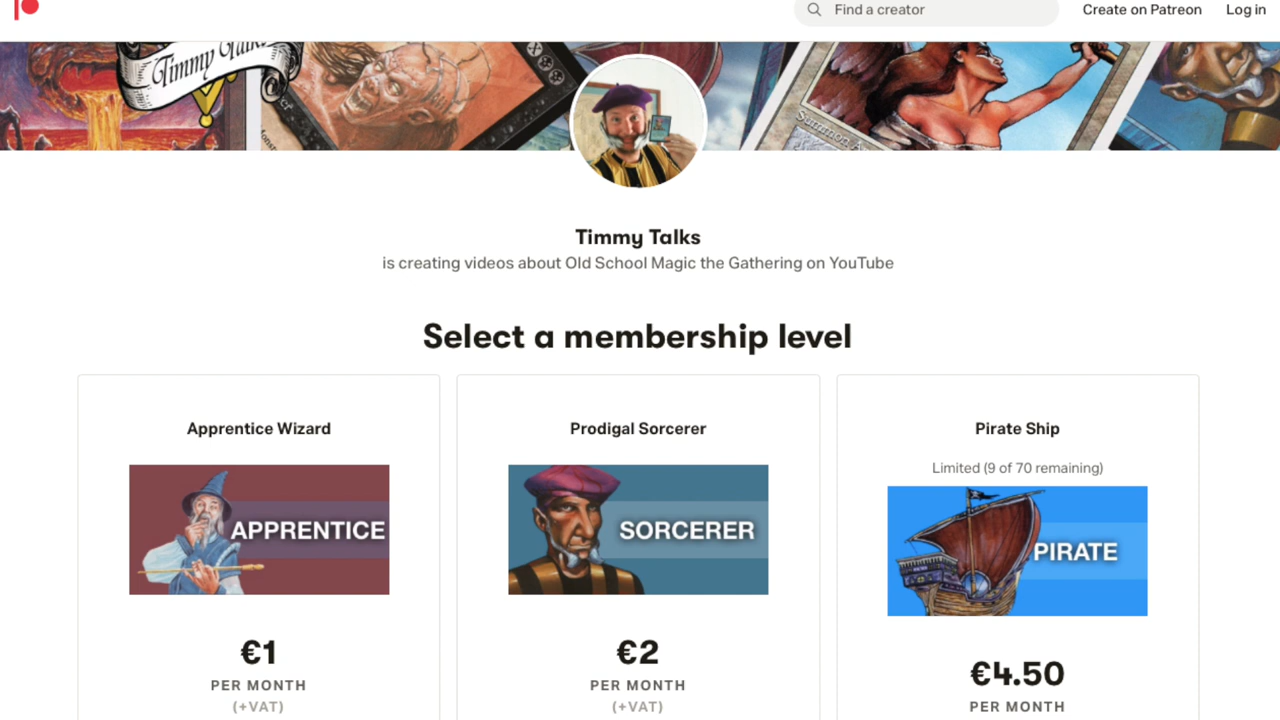 Find a creator
Create on Patreon
Log in
Timmy Talks
Summon A
Timmy Talks
is creating videos about Old School Magic the Gathering on YouTube
Select a membership level
Apprentice Wizard
Prodigal Sorcerer
Pirate Ship
Limited (9 of 70 remaining)
APPRENTICE
SORCERER
PIRATE
€1
PER MONTH
(+VAT)
€2
PER MONTH
(+VAT)
€4.50
PER MONTH